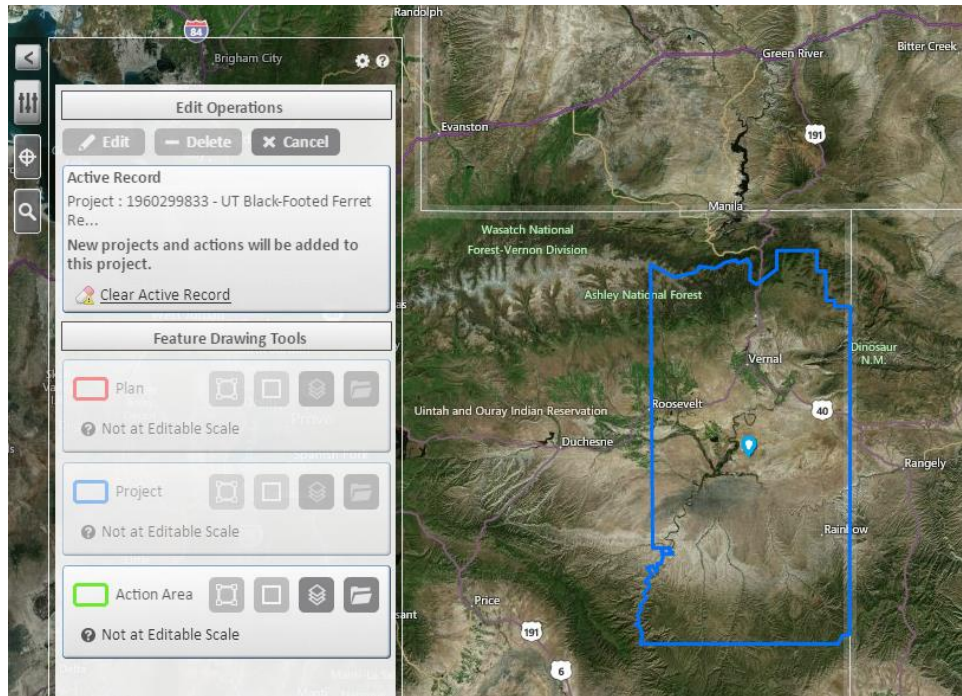 Randolph
84
Brigham City
Green River
Bitter Creek
Edit Operations
Edit
Delete
Cancel
Evanston
191
Active Record
Project : 1960299833 - UT Black-Footed Ferret
Re...
New projects and actions will be added to
this project.
Clear Active Record
Manila
Wasatch National
Forest-Vernon Division
Ashley National Forest
Feature Drawing Tools
Dinosaur
N.M.
Vernal
Plan
Not at Editable Scale
Uintah and Ouray Indian Reservation
Roosevelt
40
Duchesne
Rangely
Project
Not at Editable Scale
Rainbow
Action Area
Not at Editable Scale
Price
sant
191
6